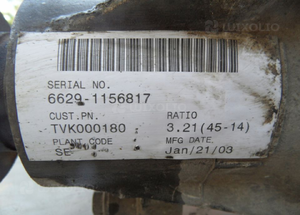 LUXOLIO
SERIAL NO.
6629-1156817
CUST.PN. RATIO
TVK000180 3.21(45-14)
PLANT CODE MFG DATE.
SE Jan/21/03